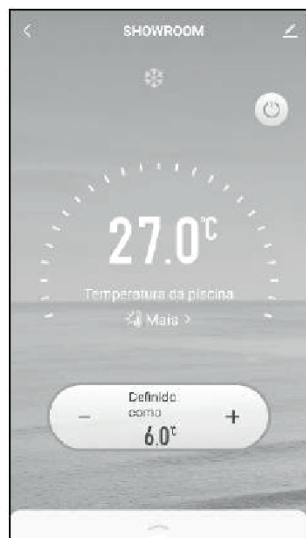 SHOWROOM
27.0°C
Temperatura da piscina
Mais >
Definido
como
- +
6.0°